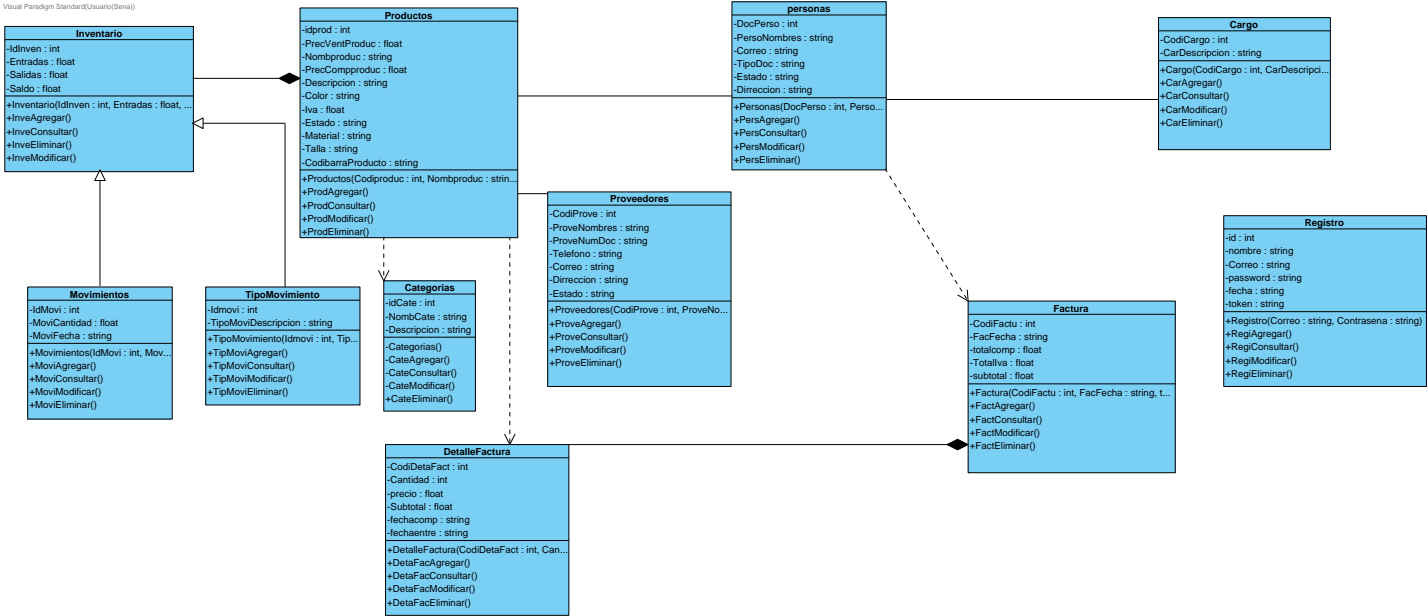 Visual Paradigm Standard(Usuario(Sena))
Inventario
-IdInven : int
-Entradas : float
-Salidas : float
-Saldo : float
+Inventario(IdInven : int, Entradas : float, ...
+InveAgregar()
+InveConsultar()
+InveEliminar()
+InveModificar()
Productos
-idprod : int
-PrecVentProduc : float
-Nombproduc : string
-PrecCompproduc : float
-Descripcion : string
-Color : string
-Iva : float
-Estado : string
-Material : string
-Talla : string
-CodibarraProducto : string
+Productos(Codiproduc : int, Nombproduc : strin...
+ProdAgregar()
+ProdConsultar()
+ProdModificar()
+ProdEliminar()
personas
-DocPerso : int
-PersoNombres : string
-Correo : string
-TipoDoc : string
-Estado : string
-Dirreccion : string
+Personas(DocPerso : int, Perso...
+PersAgregar()
+PersConsultar()
+PersModificar()
+PersEliminar()
Cargo
-CodiCargo : int
-CarDescripcion : string
+Cargo(CodiCargo : int, CarDescripci...
+CarAgregar()
+CarConsultar()
+CarModificar()
+CarEliminar()
Proveedores
-CodiProve : int
-ProveNombres : string
-ProveNumDoc : string
-Telefono : string
-Correo : string
-Dirreccion : string
-Estado : string
+Proveedores(CodiProve : int, ProveNo...
+ProveAgregar()
+ProveConsultar()
+ProveModificar()
+ProveEliminar()
Registro
-id : int
-nombre : string
-Correo : string
-password : string
-fecha : string
-token : string
+Registro(Correo : string, Contrasena : string)
+RegiAgregar()
+RegiConsultar()
+RegiModificar()
+RegiEliminar()
Movimientos
-IdMovi : int
-MoviCantidad : float
-MoviFecha : string
+Movimientos(IdMovi : int, Mov...
+MoviAgregar()
+MoviConsultar()
+MoviModificar()
+MoviEliminar()
TipoMovimiento
-Idmovi : int
-TipoMoviDescripcion : string
+TipoMovimiento(Idmovi : int, Tip...
+TipMoviAgregar()
+TipMoviConsultar()
+TipMoviModificar()
+TipMoviEliminar()
Categorias
-idCate : int
-NombCate : string
-Descripcion : string
-Categorias()
-CateAgregar()
-CateConsultar()
-CateModificar()
+CateEliminar()
Factura
-CodiFactu : int
-FacFecha : string
-totalcomp : float
-TotalIva : float
-subtotal : float
+Factura(CodiFactu : int, FacFecha : string, t...
+FactAgregar()
+FactConsultar()
+FactModificar()
+FactEliminar()
DetalleFactura
-CodiDetaFact : int
-Cantidad : int
-precio : float
-Subtotal : float
-fechacomp : string
-fechaentre : string
+DetalleFactura(CodiDetaFact : int, Can...
+DetaFacAgregar()
+DetaFacConsultar()
+DetaFacModificar()
+DetaFacEliminar()